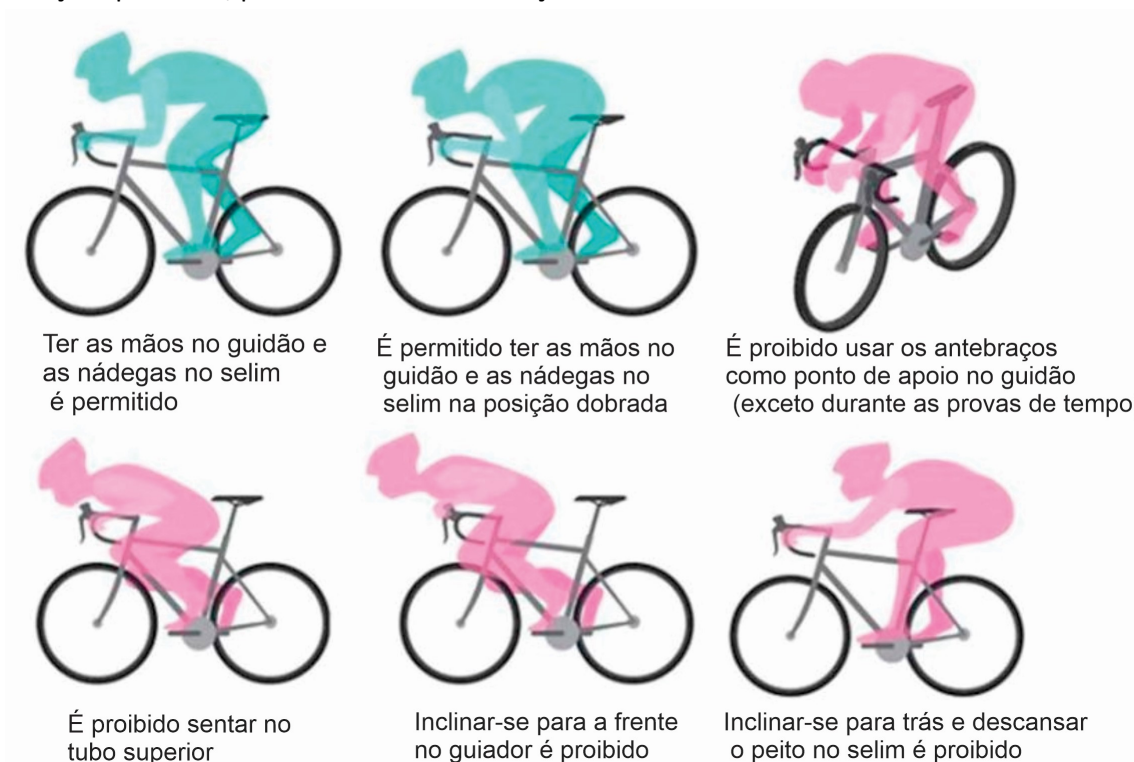 Ter as mãos no guidão e
as nádegas no selim
é permitido
É permitido ter as mãos no
guidão e as nádegas no
selim na posição dobrada
É proibido usar os antebraços
como ponto de apoio no guidão
(exceto durante as provas de tempo
É proibido sentar no
tubo superior
Inclinar-se para a frente
no guiador é proibido
Inclinar-se para trás e descansar
o peito no selim é proibido